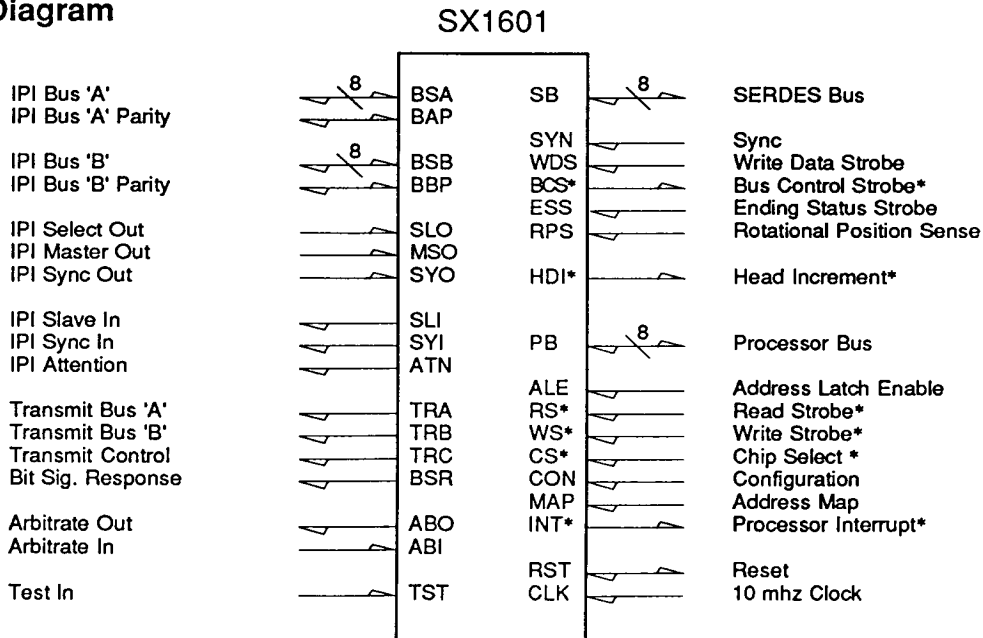 Diagram
SX1601
IPI Bus 'A' 8 BSA SB 8 SERDES Bus
IPI Bus 'A' Parity BAP
SYN Sync
IPI Bus 'B' 8 BSB WDS Write Data Strobe
IPI Bus 'B' Parity BBP BCS* Bus Control Strobe*
ESS Ending Status Strobe
IPI Select Out SLO RPS Rotational Position Sense
IPI Master Out MSO
IPI Sync Out SYO HDI* Head Increment*
IPI Slave In SLI
IPI Sync In SYI PB 8 Processor Bus
IPI Attention ATN
ALE Address Latch Enable
Transmit Bus 'A' TRA RS* Read Strobe*
Transmit Bus 'B' TRB WS* Write Strobe*
Transmit Control TRC CS* Chip Select *
Bit Sig. Response BSR CON Configuration
MAP Address Map
Arbitrate Out ABO INT* Processor Interrupt*
Arbitrate In ABI
RST Reset
Test In TST CLK 10 mhz Clock